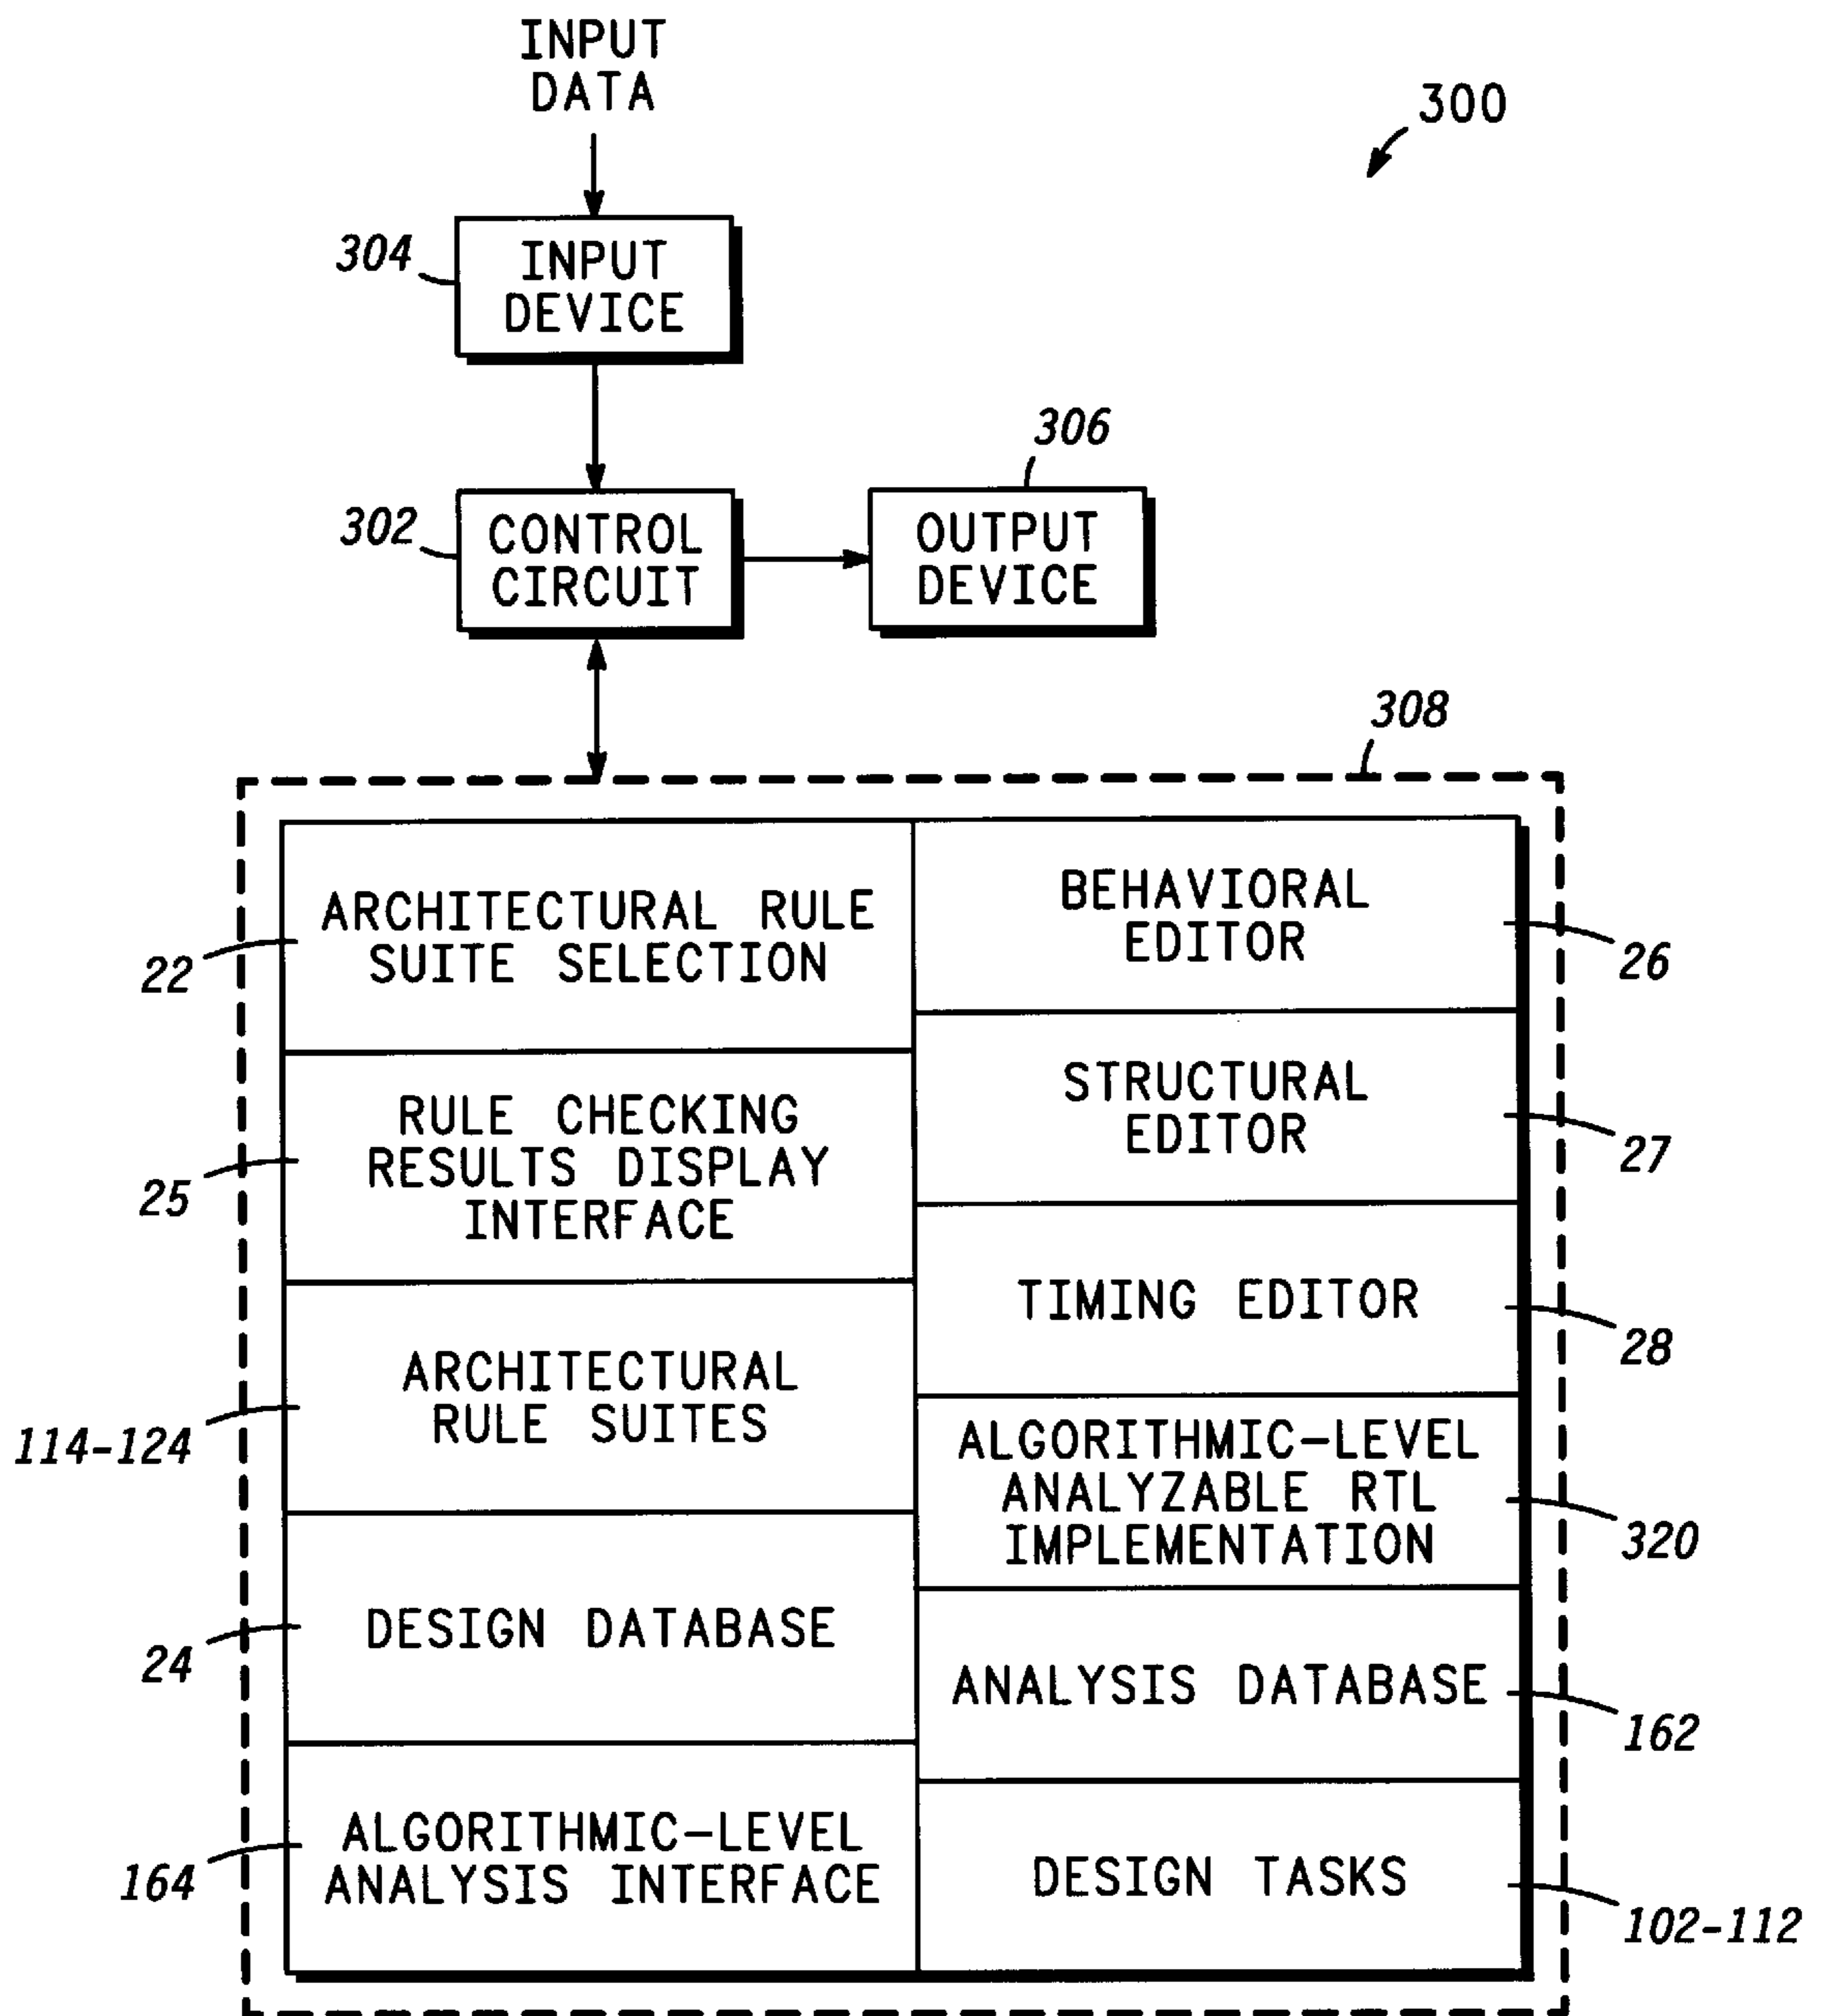 INPUT
DATA
300
304
INPUT
DEVICE
306
302
CONTROL
CIRCUIT
OUTPUT
DEVICE
308
22
ARCHITECTURAL RULE
SUITE SELECTION
25
RULE CHECKING
RESULTS DISPLAY
INTERFACE
114-124
ARCHITECTURAL
RULE SUITES
24
DESIGN DATABASE
164
ALGORITHMIC-LEVEL
ANALYSIS INTERFACE
BEHAVIORAL
EDITOR
26
STRUCTURAL
EDITOR
27
TIMING EDITOR
28
ALGORITHMIC-LEVEL
ANALYZABLE RTL
IMPLEMENTATION
320
ANALYSIS DATABASE
162
DESIGN TASKS
102-112